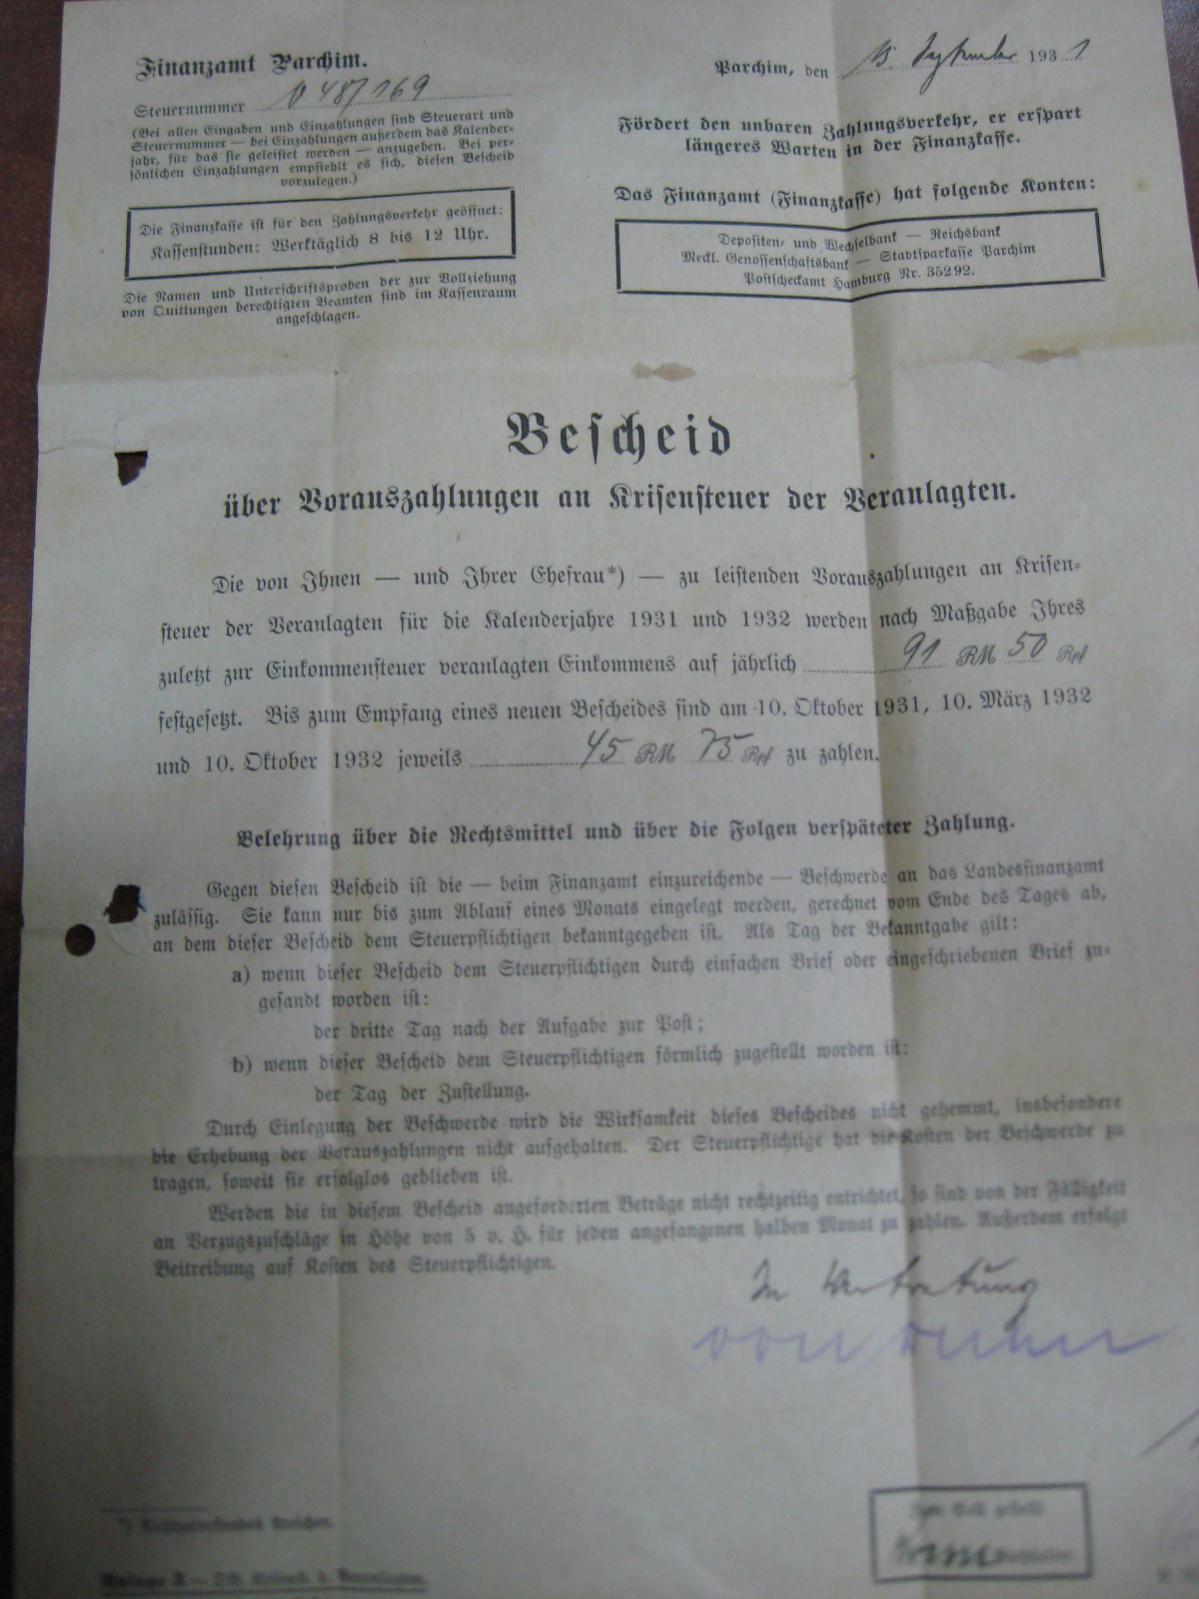 Finanzamt Parchim.
Steuernummer 48/169
(Bei allen Eingaben und Einzahlungen sind Steuerart und
Steuernummer — bei Einzahlungen außerdem das Kalender-
jahr, für das sie geleistet werden — anzugeben. Bei per-
sönlichen Einzahlungen empfiehlt es sich, diesen Bescheid
vorzulegen.)
Die Finanzkasse ist für den Zahlungsverkehr geöffnet:
Kassenstunden: Werktäglich 8 bis 12 Uhr.
Die Namen und Unterschriftsproben der zur Vollziehung
von Quittungen berechtigten Beamten sind im Kassenraum
angeschlagen.
Parchim, den 15. September 1931
Fördert den unbaren Zahlungsverkehr, er erspart
längeres Warten in der Finanzkasse.
Das Finanzamt (Finanzkasse) hat folgende Konten:
Depositen- und Wechselbank — Reichsbank
Meckl. Genossenschaftsbank — Stadtsparkasse Parchim
Postscheckamt Hamburg Nr. 35292.
Bescheid
über Vorauszahlungen an Krisensteuer der Veranlagten.
Die von Ihnen — und Ihrer Ehefrau*) — zu leistenden Vorauszahlungen an Krisen-
steuer der Veranlagten für die Kalenderjahre 1931 und 1932 werden nach Maßgabe Ihres
zuletzt zur Einkommensteuer veranlagten Einkommens auf jährlich 91 RM 50 Rpf
festgesetzt. Bis zum Empfang eines neuen Bescheides sind am 10. Oktober 1931, 10. März 1932
und 10. Oktober 1932 jeweils 45 RM 75 Rpf zu zahlen.
Belehrung über die Rechtsmittel und über die Folgen verspäteter Zahlung.
Gegen diesen Bescheid ist die — beim Finanzamt einzureichende — Beschwerde an das Landesfinanzamt
zulässig. Sie kann nur bis zum Ablauf eines Monats eingelegt werden, gerechnet vom Ende des Tages ab,
an dem dieser Bescheid dem Steuerpflichtigen bekanntgegeben ist. Als Tag der Bekanntgabe gilt:
a) wenn dieser Bescheid dem Steuerpflichtigen durch einfachen Brief oder eingeschriebenen Brief zu-
gesandt worden ist:
der dritte Tag nach der Aufgabe zur Post;
b) wenn dieser Bescheid dem Steuerpflichtigen förmlich zugestellt worden ist:
der Tag der Zustellung.
Durch Einlegung der Beschwerde wird die Wirksamkeit dieses Bescheides nicht gehemmt, insbesondere
die Erhebung der Vorauszahlungen nicht aufgehalten. Der Steuerpflichtige hat die Kosten der Beschwerde zu
tragen, soweit sie erfolglos geblieben ist.
Werden die in diesem Bescheid angeforderten Beträge nicht rechtzeitig entrichtet, so sind von der Fälligkeit
an Verzugszuschläge in Höhe von 5 v. H. für jeden angefangenen halben Monat zu zahlen. Außerdem erfolgt
Beitreibung auf Kosten des Steuerpflichtigen.
In Vertretung
von
*) Nichtzutreffendes streichen.